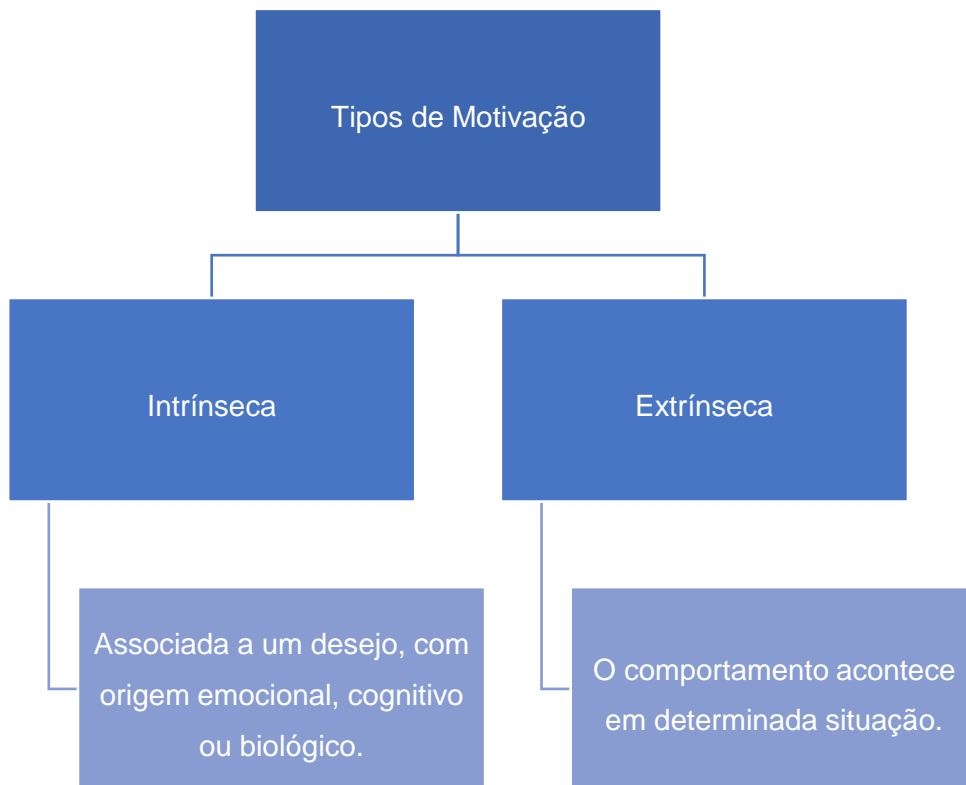 Tipos de Motivação
Intrínseca
Extrínseca
Associada a um desejo, com
origem emocional, cognitivo
ou biológico.
O comportamento acontece
em determinada situação.